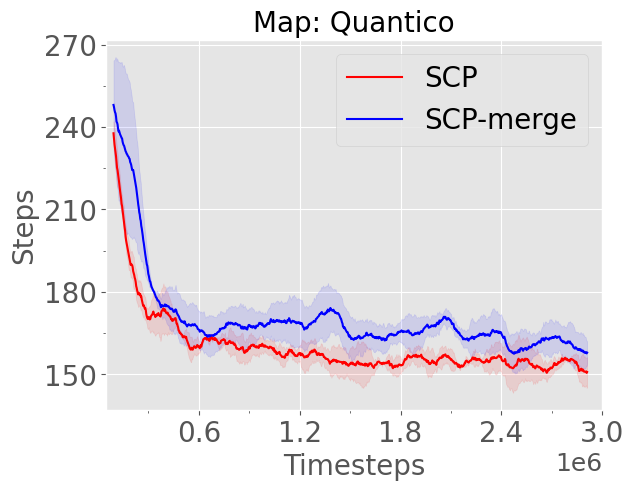 Map: Quantico
270
240
210
180
150
Steps
SCP
SCP-merge
0.6 1.2 1.8 2.4 3.0
Timesteps
1e6